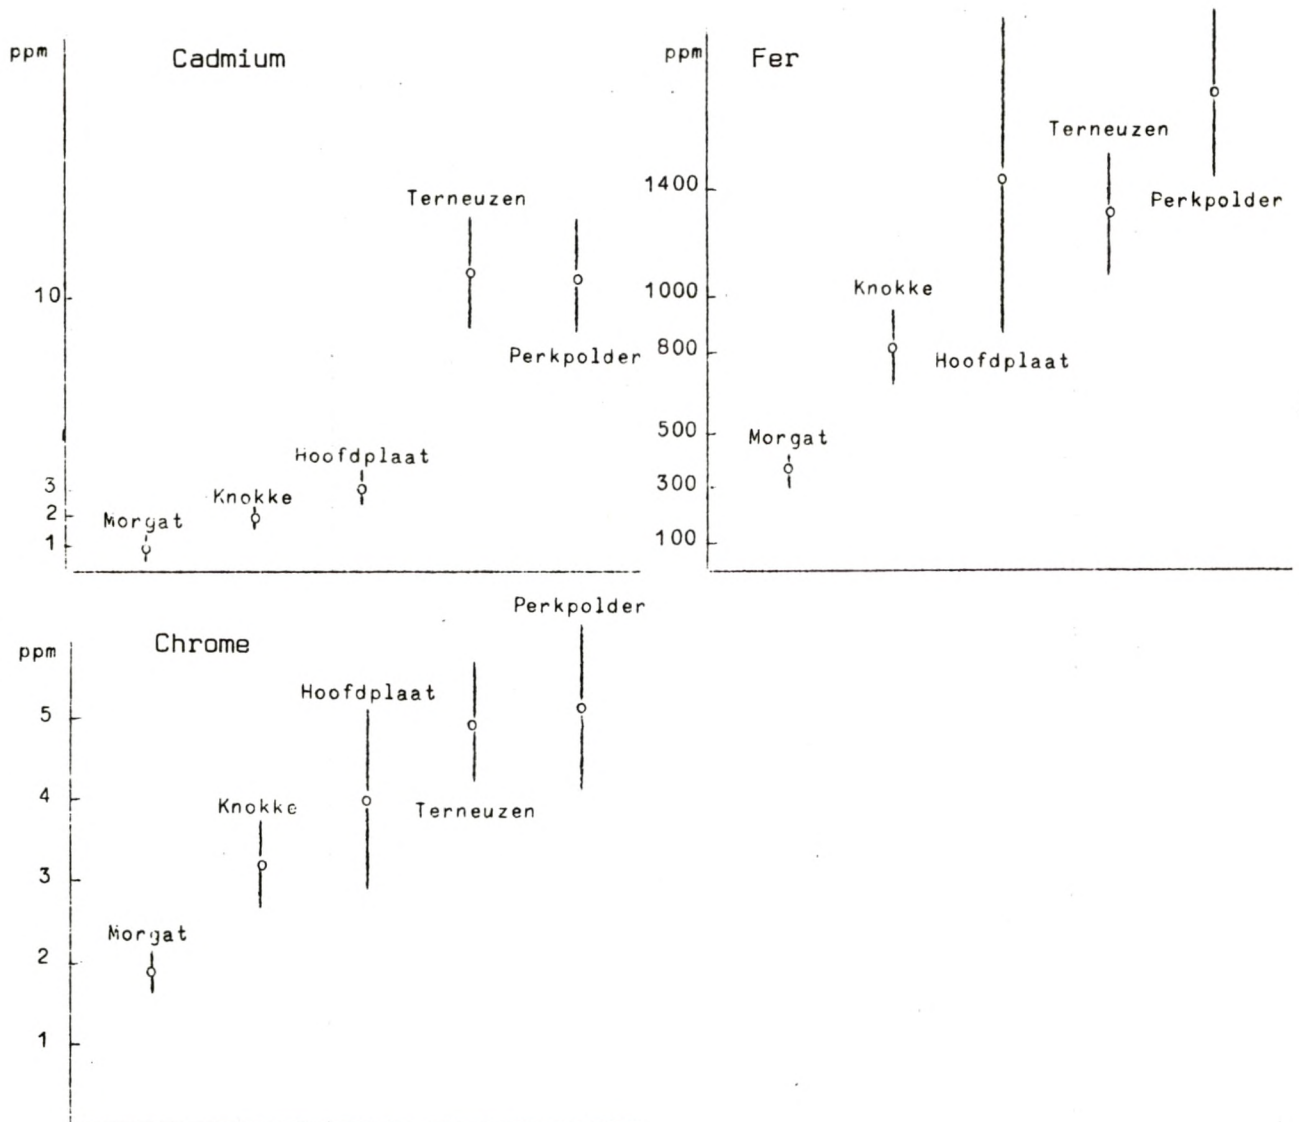 ppm
Cadmium
Terneuzen
10
Perkpolder
Hoofdplaat
3
Knokke
2
Morgat
1
ppm
Fer
Terneuzen
1400
Perkpolder
Knokke
1000
800
Hoofdplaat
500
Morgat
300
100
Perkpolder
ppm
Chrome
Hoofdplaat
5
4
Knokke
Terneuzen
3
Morgat
2
1